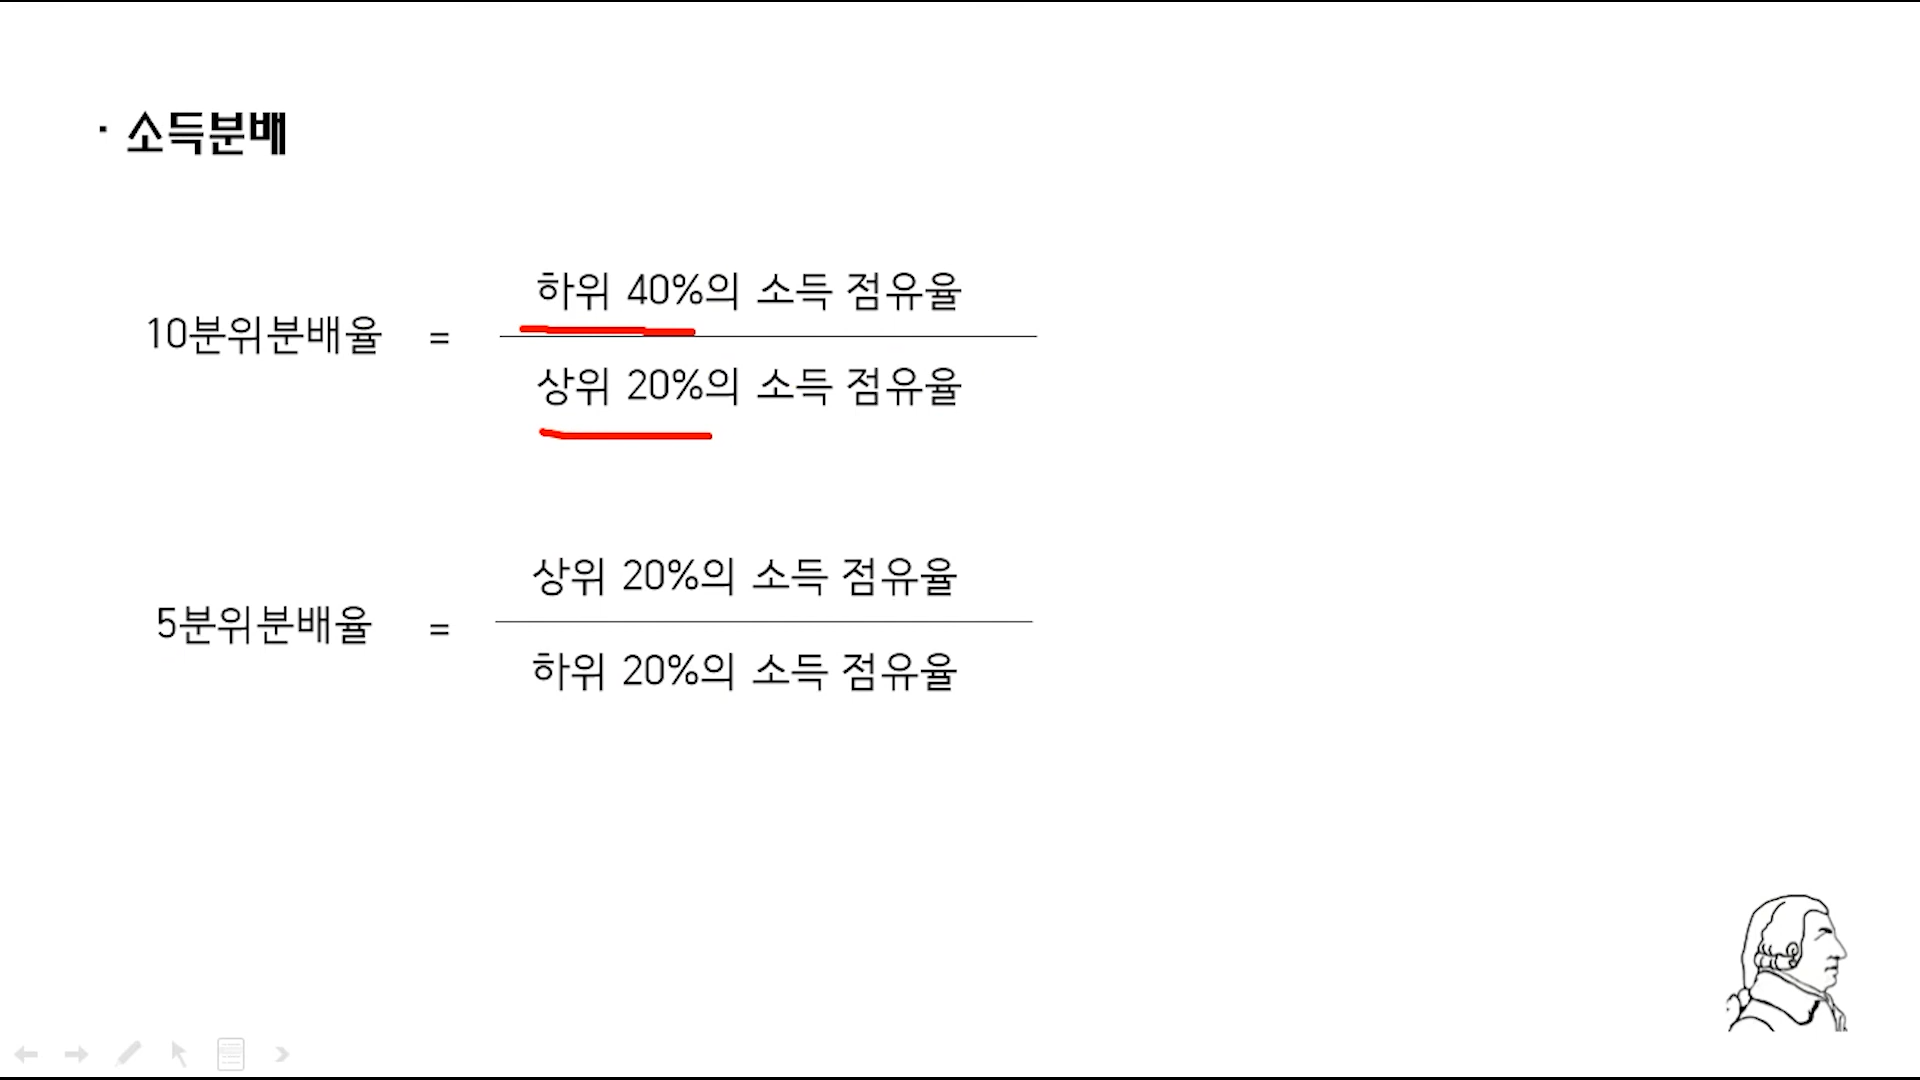 · 소득분배
하위 40%의 소득 점유율
10분위분배율 =
상위 20%의 소득 점유율
상위 20%의 소득 점유율
5분위분배율 =
하위 20%의 소득 점유율